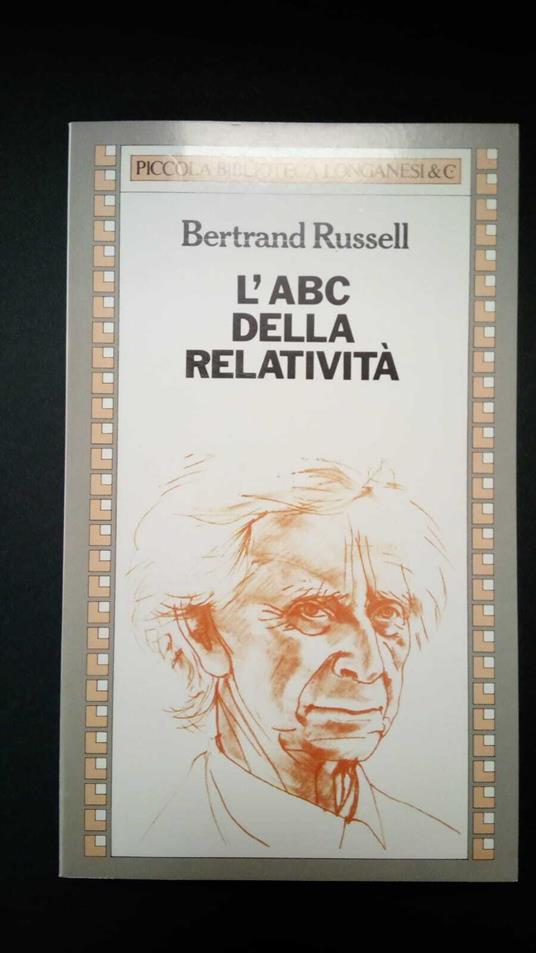 PICCOLA BIBLIOTECA LONGANESI & C.
Bertrand Russell
L'ABC
DELLA
RELATIVITÀ